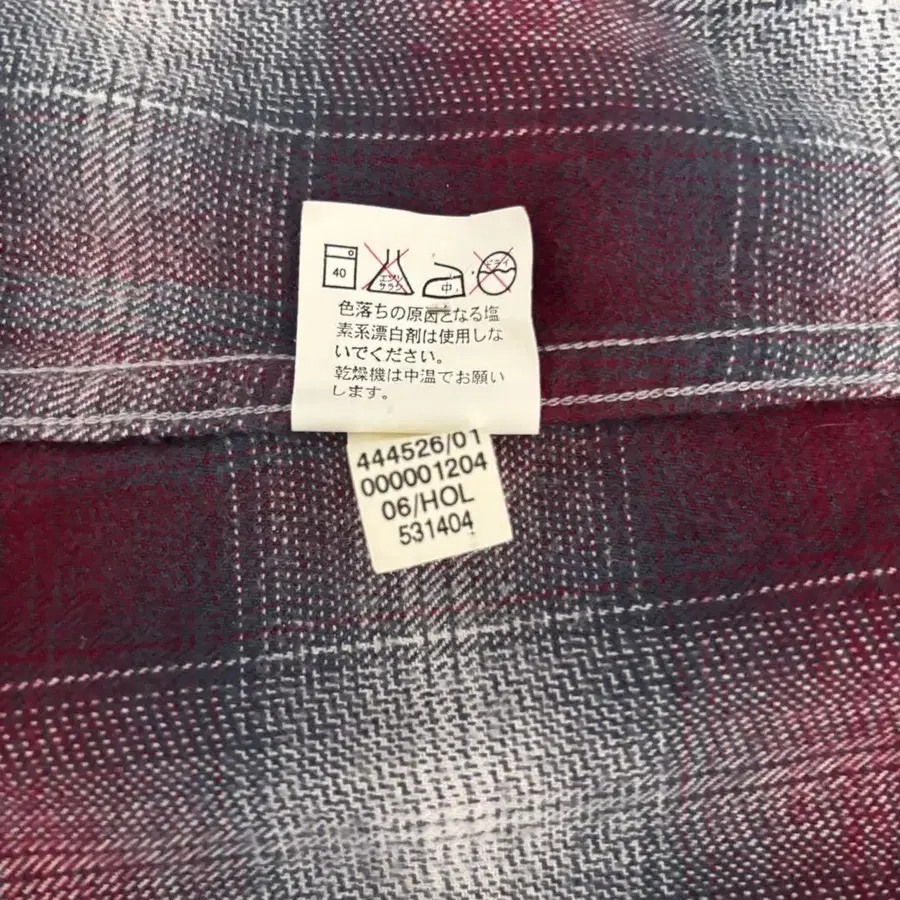 40 エンソ 中 ドライ
サラシ
色落ちの原因となる塩
素系漂白剤は使用しな
いでください。
乾燥機は中温でお願い
します。
444526/01
000001204
06/HOL
531404